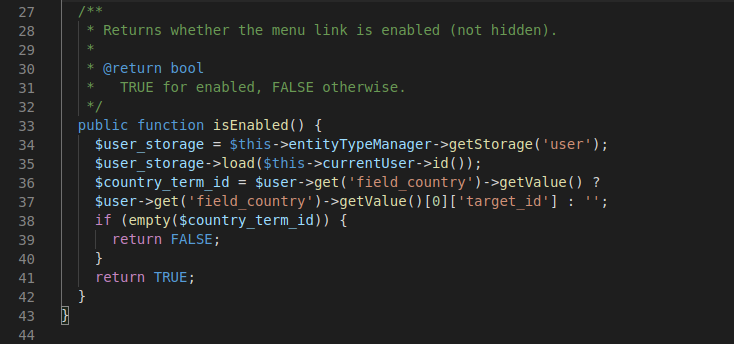 27 /**
28  * Returns whether the menu link is enabled (not hidden).
29  *
30  * @return bool
31  *   TRUE for enabled, FALSE otherwise.
32  */
33 public function isEnabled() {
34   $user_storage = $this->entityTypeManager->getStorage('user');
35   $user_storage->load($this->currentUser->id());
36   $country_term_id = $user->get('field_country')->getValue() ?
37   $user->get('field_country')->getValue()[0]['target_id'] : '';
38   if (empty($country_term_id)) {
39     return FALSE;
40   }
41   return TRUE;
42 }
43 }
44